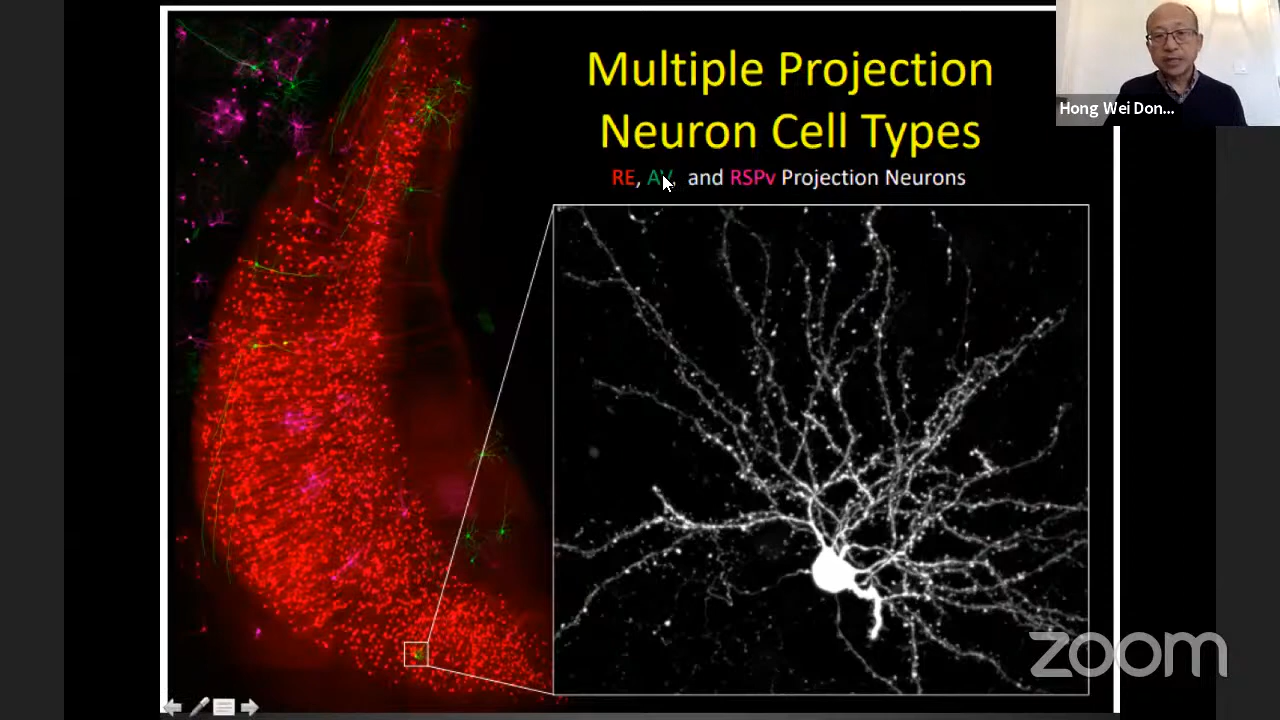 Multiple Projection
Neuron Cell Types
RE, AV, and RSPv Projection Neurons
Hong Wei Don...
zoom